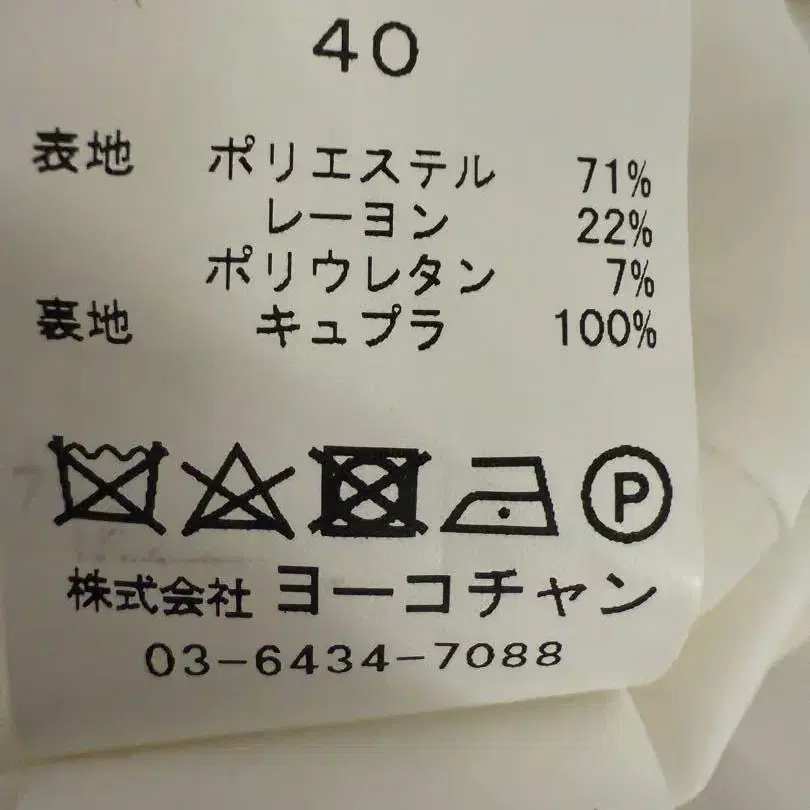 40
表地 ポリエステル 71%
レーヨン 22%
ポリウレタン 7%
裏地 キュプラ 100%
P
株式会社 ヨーコチャン
03-6434-7088